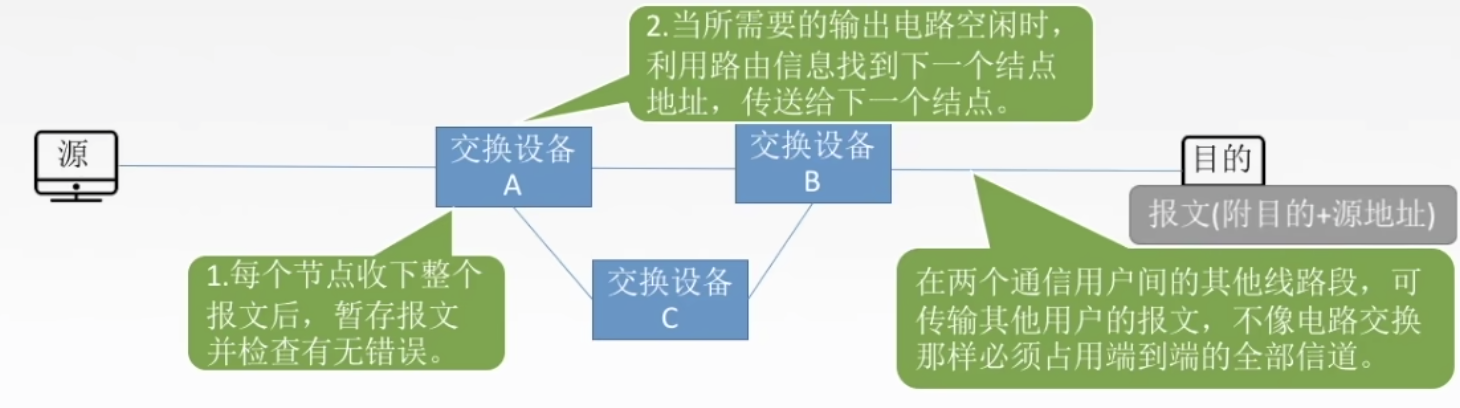 2.当所需要的输出电路空闲时，
利用路由信息找到下一个结点
地址，传送给下一个结点。
源
交换设备
A
交换设备
B
目的
报文(附目的+源地址)
1.每个节点收下整个
报文后，暂存报文
并检查有无错误。
交换设备
C
在两个通信用户间的其他线路段，可
传输其他用户的报文，不像电路交换
那样必须占用端到端的全部信道。